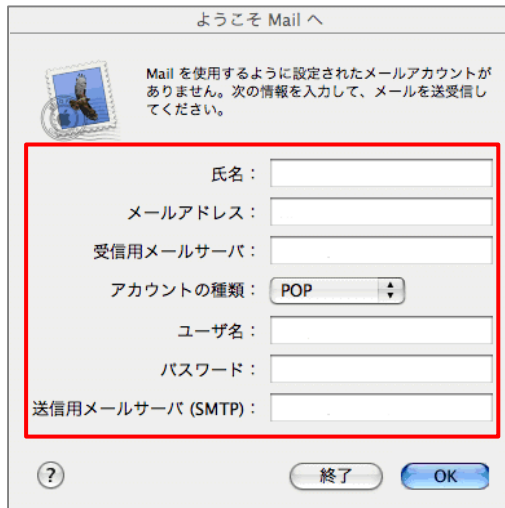 ようこそ Mail へ
Mail を使用するように設定されたメールアカウントが
ありません。次の情報を入力して、メールを送受信し
てください。
氏名：
メールアドレス：
受信用メールサーバ：
アカウントの種類： POP
ユーザ名：
パスワード：
送信用メールサーバ (SMTP)：
? 終了 OK